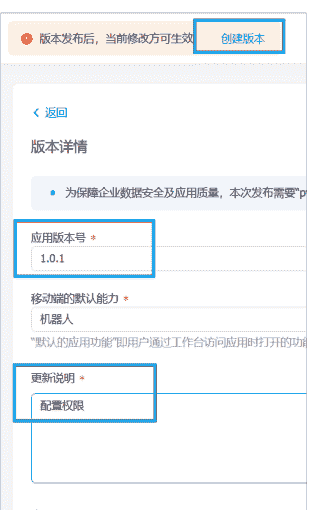 版本发布后，当前修改方可生效 创建版本
返回
版本详情
为保障企业数据安全及应用质量，本次发布需要"p
应用版本号 *
1.0.1
移动端的默认能力 *
机器人
"默认的应用功能"即用户通过工作台访问应用时打开的功能
更新说明 *
配置权限